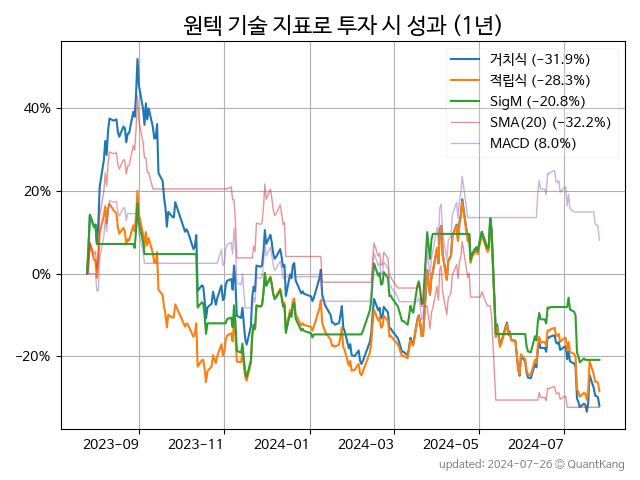 원텍 기술 지표로 투자 시 성과 (1년)
거치식 (−31.9%)
적립식 (−28.3%)
SigM (−20.8%)
SMA(20) (−32.2%)
MACD (8.0%)
40%
20%
0%
−20%
2023-09 2023-11 2024-01 2024-03 2024-05 2024-07
updated: 2024-07-26 © QuantKang